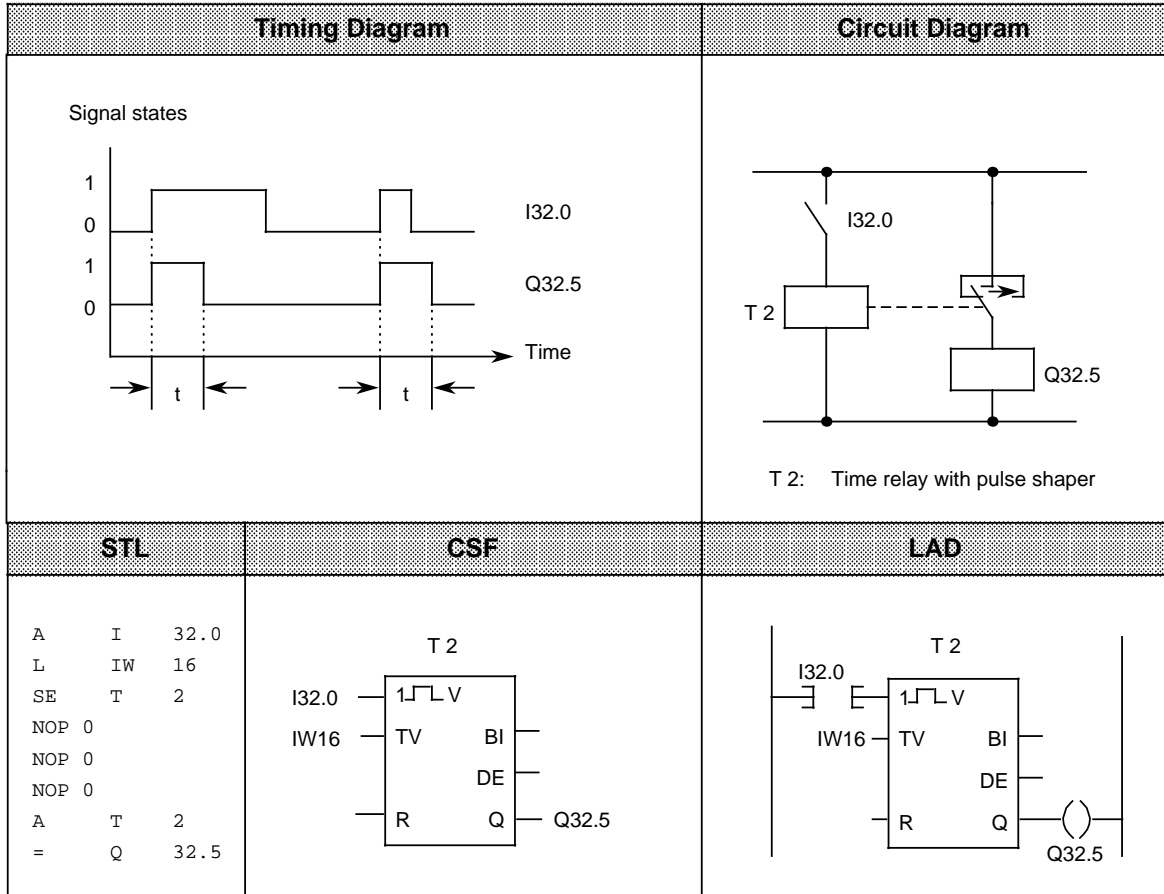 Timing Diagram
Circuit Diagram
Signal states
1
0
I32.0
1
0
Q32.5
Time
t
t
I32.0
T 2
Q32.5
T 2: Time relay with pulse shaper
STL
CSF
LAD
A I 32.0
L IW 16
SE T 2
NOP 0
NOP 0
NOP 0
A T 2
= Q 32.5
T 2
I32.0 1 V
IW16 TV BI
DE
R Q Q32.5
T 2
I32.0
1 V
IW16 TV BI
DE
R Q
Q32.5